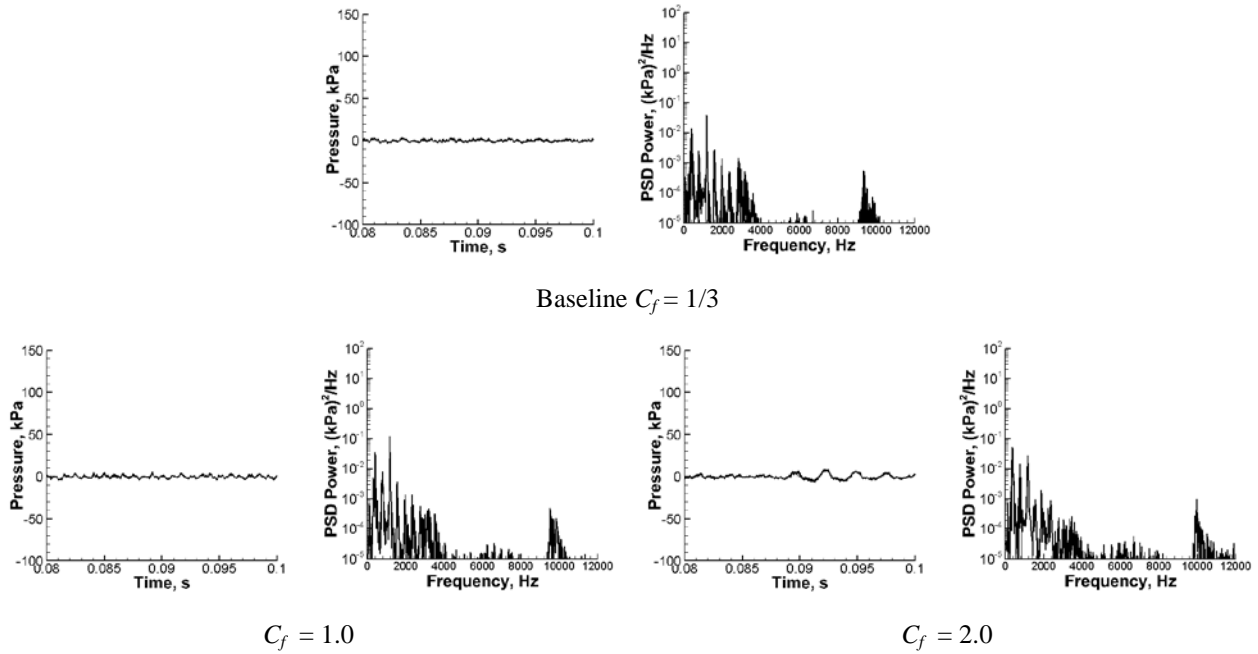 150
100
50
0
-50
-100
0.08 0.085 0.09 0.095 0.1
Time, s
Pressure, kPa
10²
10¹
10⁰
10⁻¹
10⁻²
10⁻³
10⁻⁴
10⁻⁵
0 2000 4000 6000 8000 10000 12000
Frequency, Hz
PSD Power, (kPa)²/Hz
Baseline C_f = 1/3
150
100
50
0
-50
-100
0.08 0.085 0.09 0.095 0.1
Time, s
Pressure, kPa
10²
10¹
10⁰
10⁻¹
10⁻²
10⁻³
10⁻⁴
10⁻⁵
0 2000 4000 6000 8000 10000 12000
Frequency, Hz
PSD Power, (kPa)²/Hz
C_f = 1.0
150
100
50
0
-50
-100
0.08 0.085 0.09 0.095 0.1
Time, s
Pressure, kPa
10²
10¹
10⁰
10⁻¹
10⁻²
10⁻³
10⁻⁴
10⁻⁵
0 2000 4000 6000 8000 10000 12000
Frequency, Hz
PSD Power, (kPa)²/Hz
C_f = 2.0